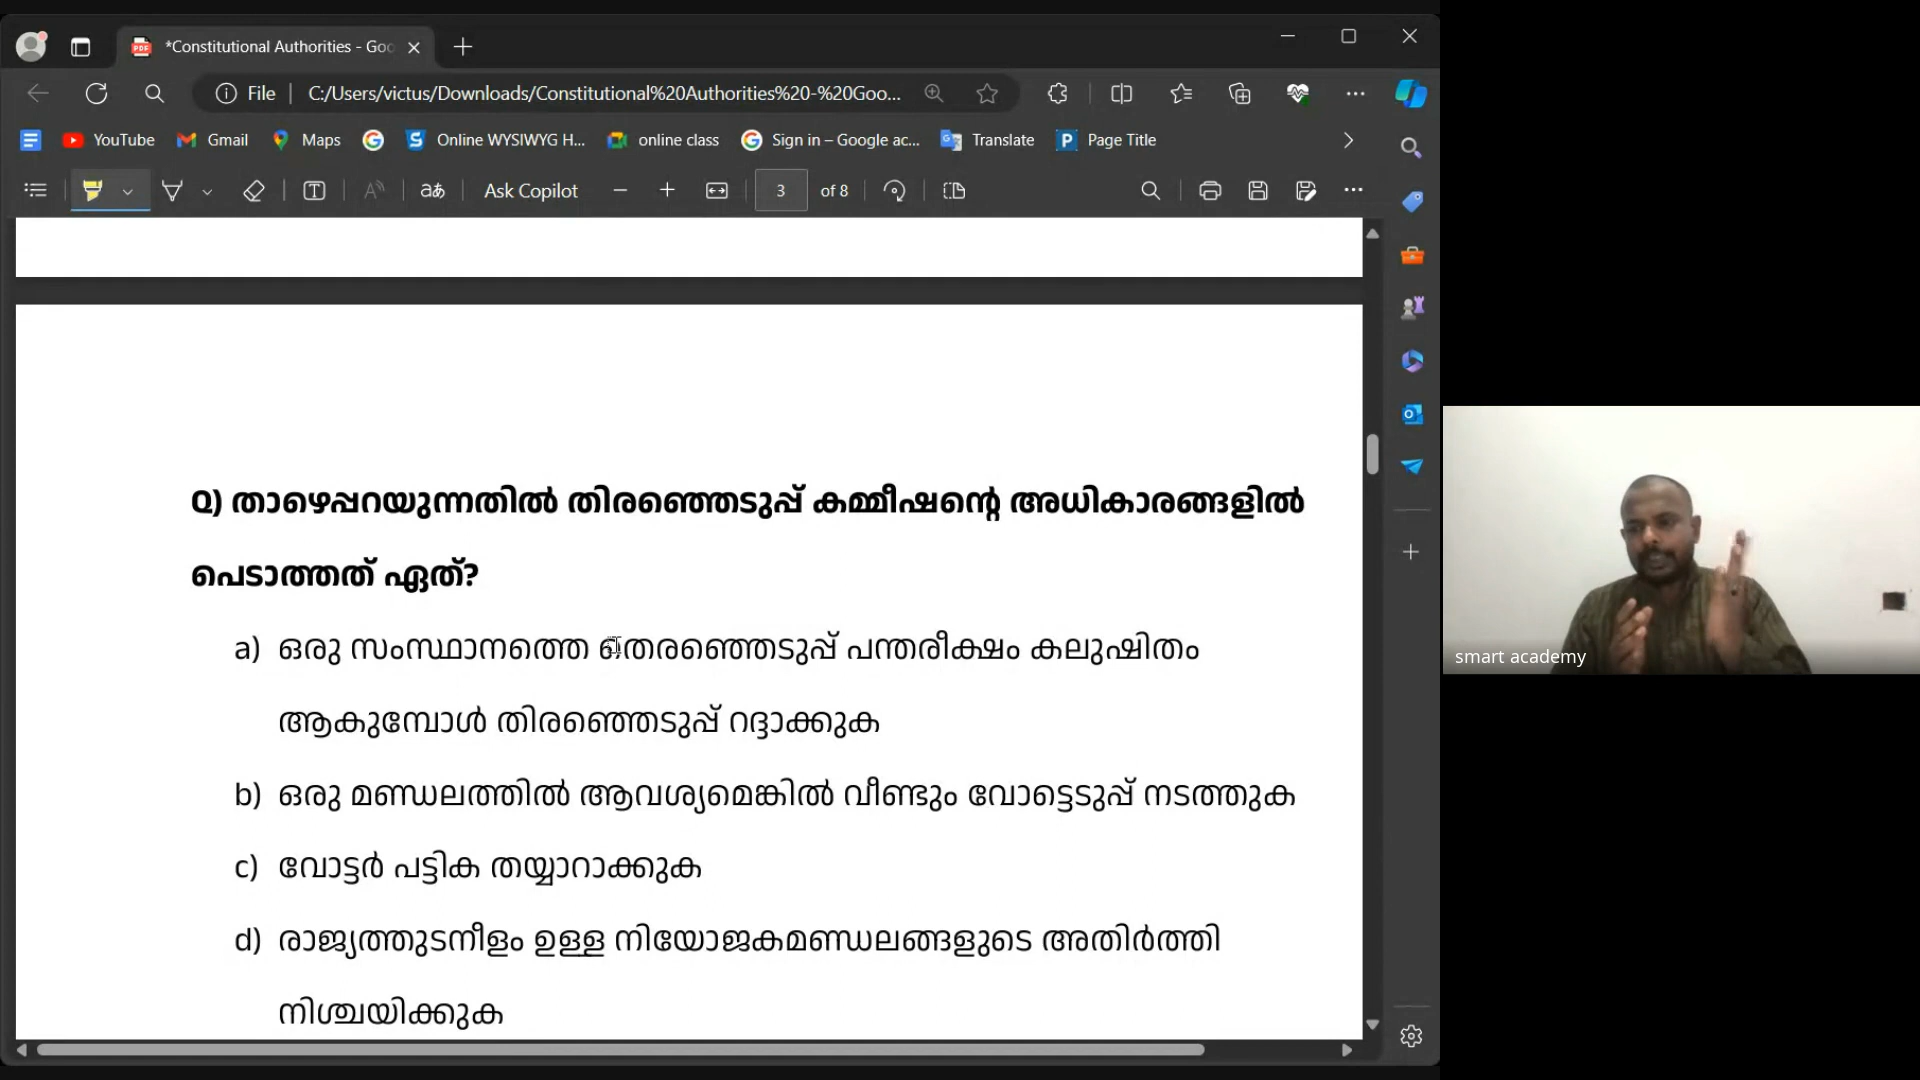 *Constitutional Authorities - Goo
File
C:/Users/victus/Downloads/Constitutional%20Authorities%20-%20Goo...
YouTube Gmail Maps Online WYSIWYG H... online class Sign in – Google ac... Translate Page Title
Ask Copilot 3 of 8
Q) താഴെപ്പറയുന്നതിൽ തിരഞ്ഞെടുപ്പ് കമ്മീഷന്റെ അധികാരങ്ങളിൽ
പെടാത്തത് ഏത്?
a) ഒരു സംസ്ഥാനത്തെ തെരഞ്ഞെടുപ്പ് പന്തരീക്ഷം കലുഷിതം
ആകുമ്പോൾ തിരഞ്ഞെടുപ്പ് റദ്ദാക്കുക
b) ഒരു മണ്ഡലത്തിൽ ആവശ്യമെങ്കിൽ വീണ്ടും വോട്ടെടുപ്പ് നടത്തുക
smart academy
c) വോട്ടർ പട്ടിക തയ്യാറാക്കുക
d) രാജ്യത്തുടനീളം ഉള്ള നിയോജകമണ്ഡലങ്ങളുടെ അതിർത്തി
നിശ്ചയിക്കുക